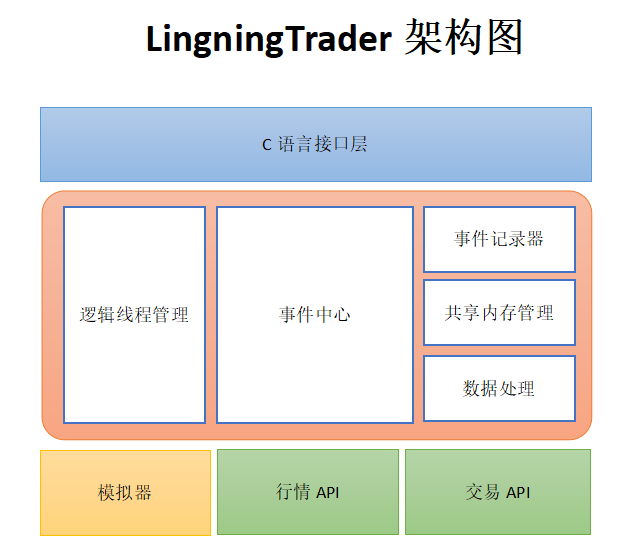 LingningTrader 架构图
C 语言接口层
逻辑线程管理
事件中心
事件记录器
共享内存管理
数据处理
模拟器
行情 API
交易 API